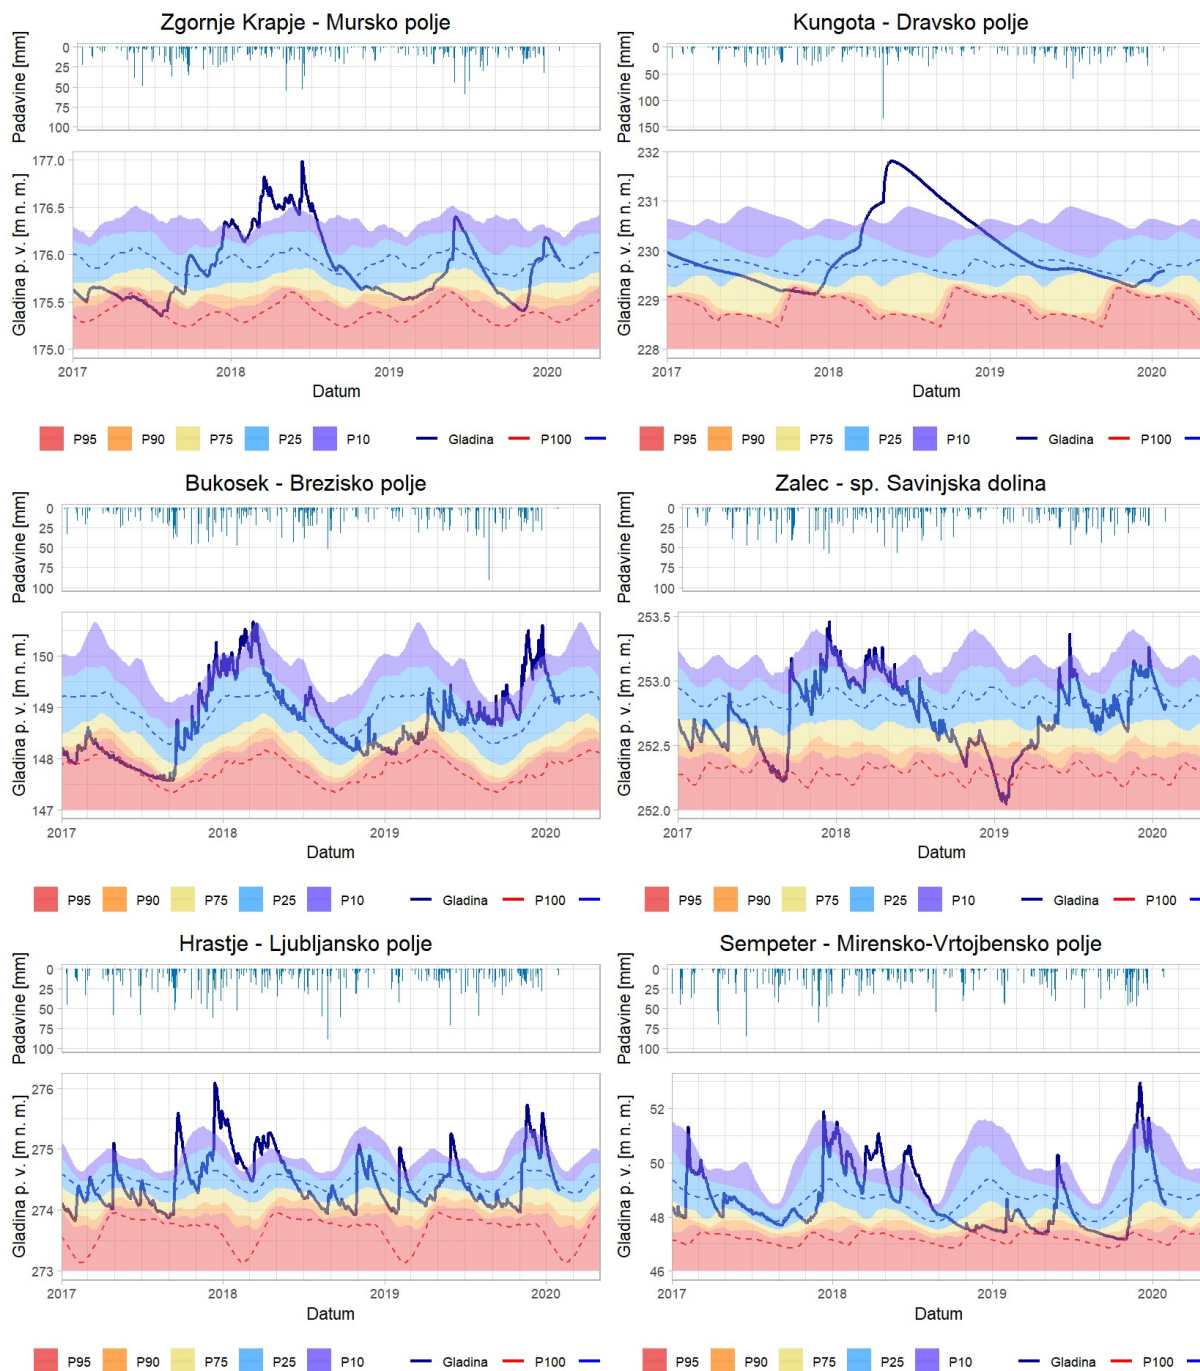 Zgornje Krapje - Mursko polje
Padavine [mm]
0
25
50
75
100
Gladina p. v. [m n. m.]
177.0
176.5
176.0
175.5
175.0
2017 2018 2019 2020
Datum
P95 P90 P75 P25 P10 Gladina P100
Kungota - Dravsko polje
Padavine [mm]
0
50
100
150
Gladina p. v. [m n. m.]
232
231
230
229
228
2017 2018 2019 2020
Datum
P95 P90 P75 P25 P10 Gladina P100
Bukosek - Brezisko polje
Padavine [mm]
0
25
50
75
100
Gladina p. v. [m n. m.]
150
149
148
147
2017 2018 2019 2020
Datum
P95 P90 P75 P25 P10 Gladina P100
Zalec - sp. Savinjska dolina
Padavine [mm]
0
25
50
75
100
Gladina p. v. [m n. m.]
253.5
253.0
252.5
252.0
2017 2018 2019 2020
Datum
P95 P90 P75 P25 P10 Gladina P100
Hrastje - Ljubljansko polje
Padavine [mm]
0
25
50
75
100
Gladina p. v. [m n. m.]
276
275
274
273
2017 2018 2019 2020
Datum
P95 P90 P75 P25 P10 Gladina P100
Sempeter - Mirensko-Vrtojbensko polje
Padavine [mm]
0
25
50
75
100
Gladina p. v. [m n. m.]
52
50
48
46
2017 2018 2019 2020
Datum
P95 P90 P75 P25 P10 Gladina P100